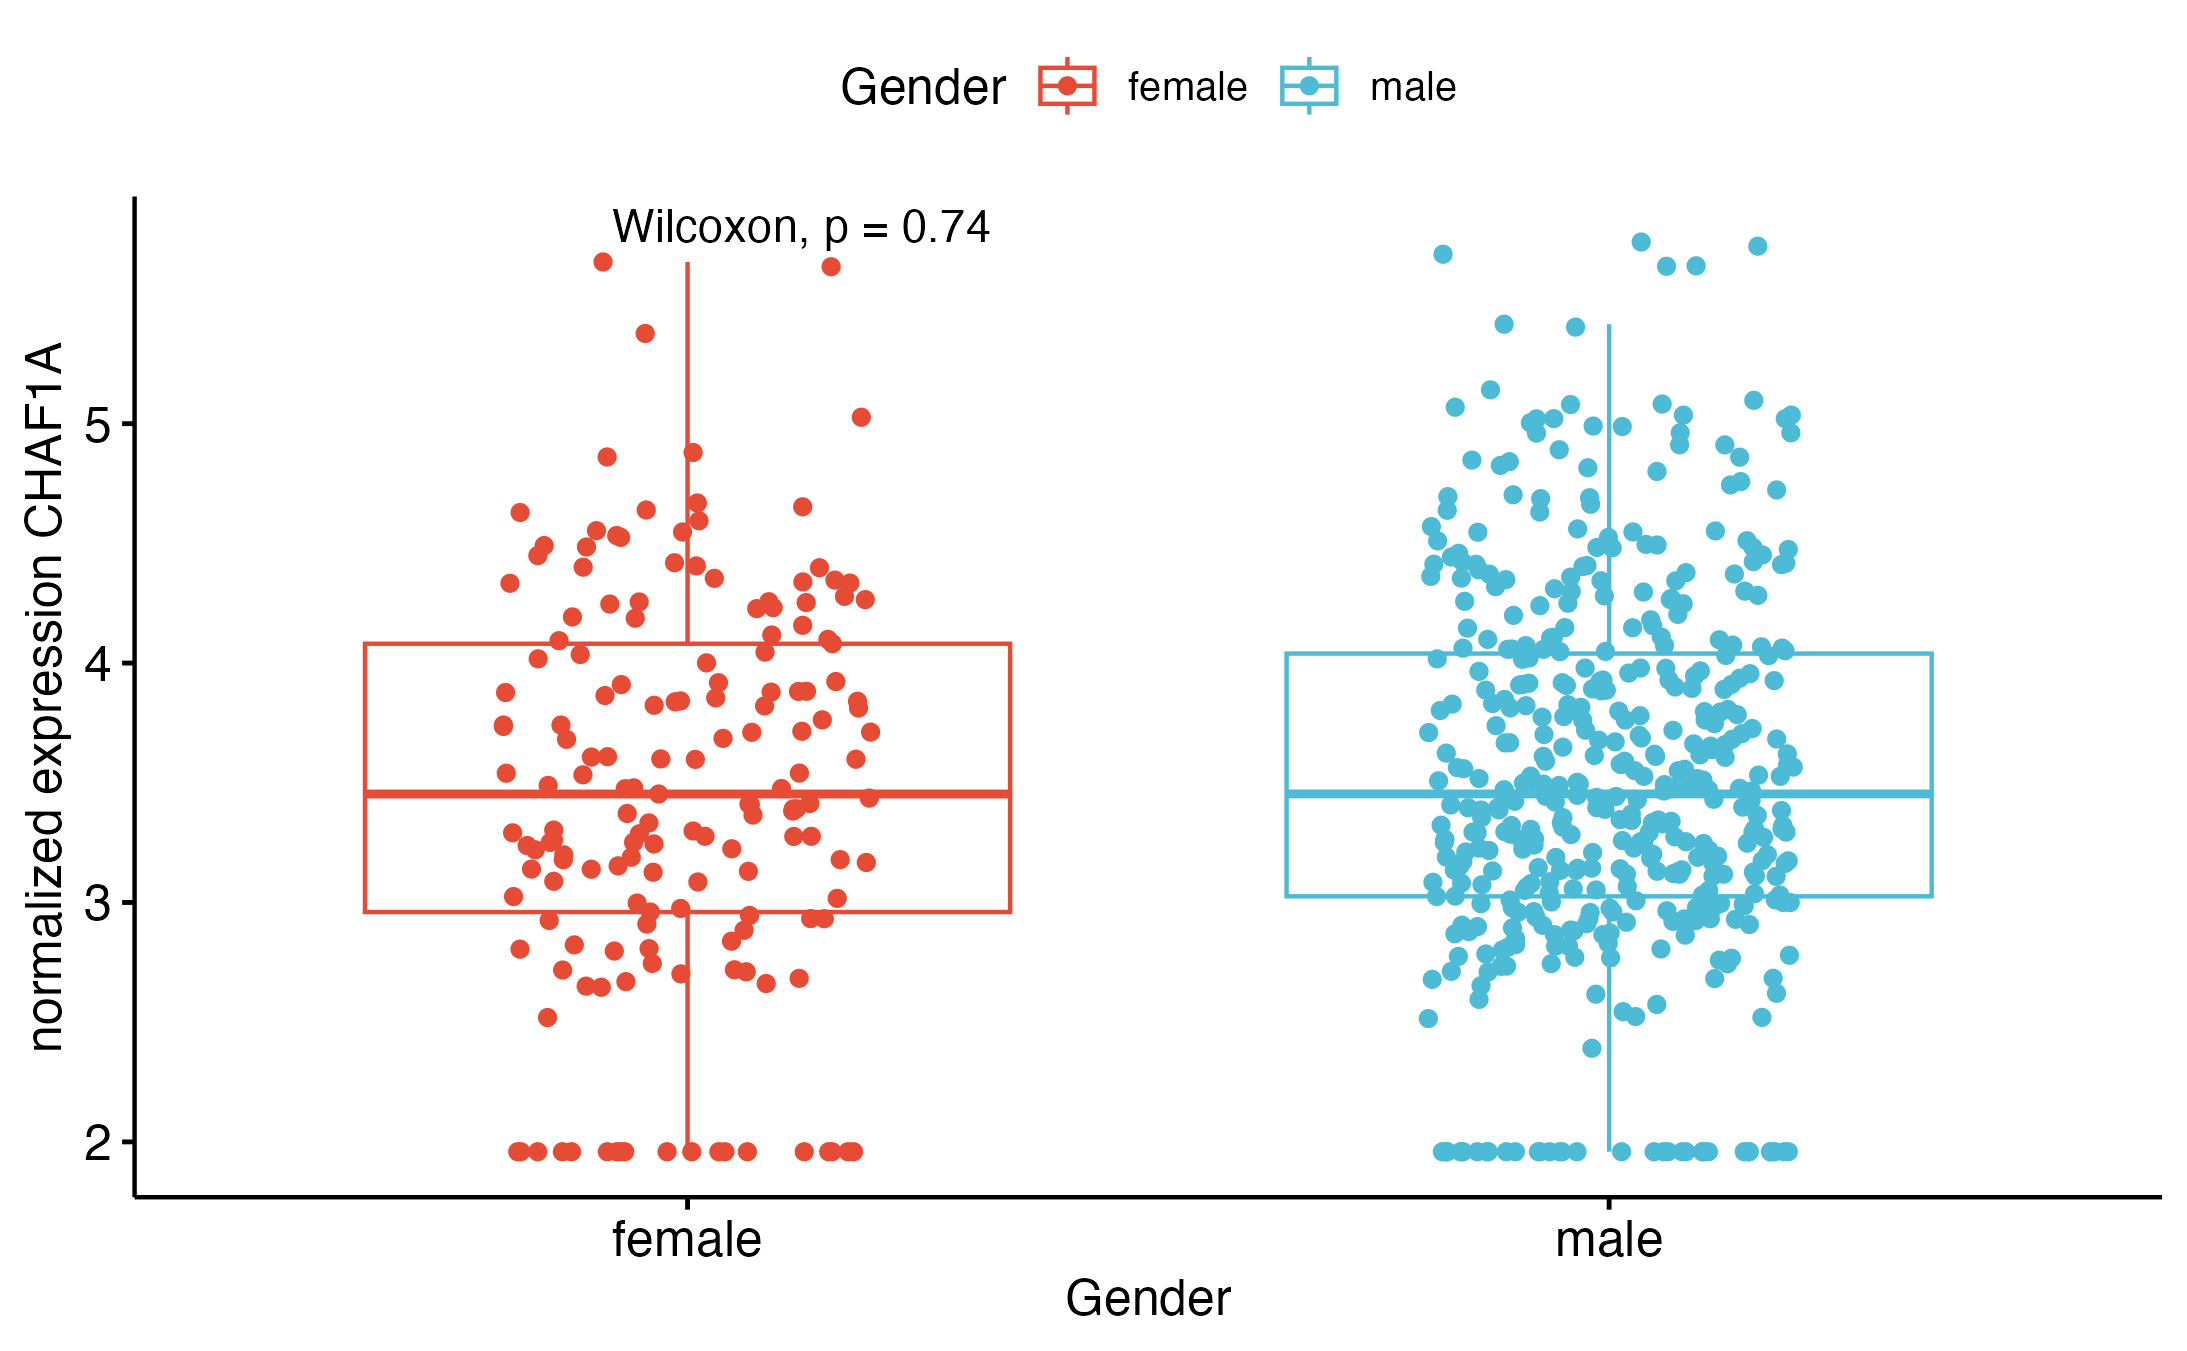 Gender female male
Wilcoxon, p = 0.74
normalized expression CHAF1A
5
4
3
2
female male
Gender